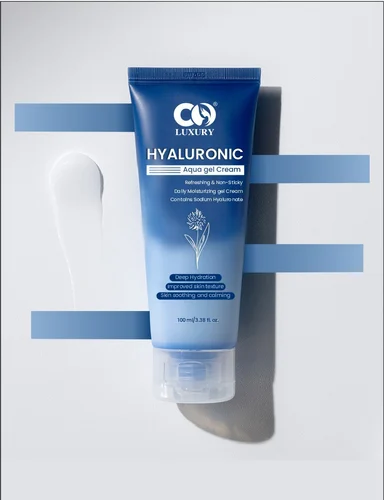 CO®
LUXURY
HYALURONIC
Aqua gel Cream
Refreshing & Non-Sticky
Daily Moisturizing gel Cream
Contains Sodium Hyaluronate
Deep Hydration
Improved skin texture
Skin soothing and calming
100 ml/3.38 fl. oz.